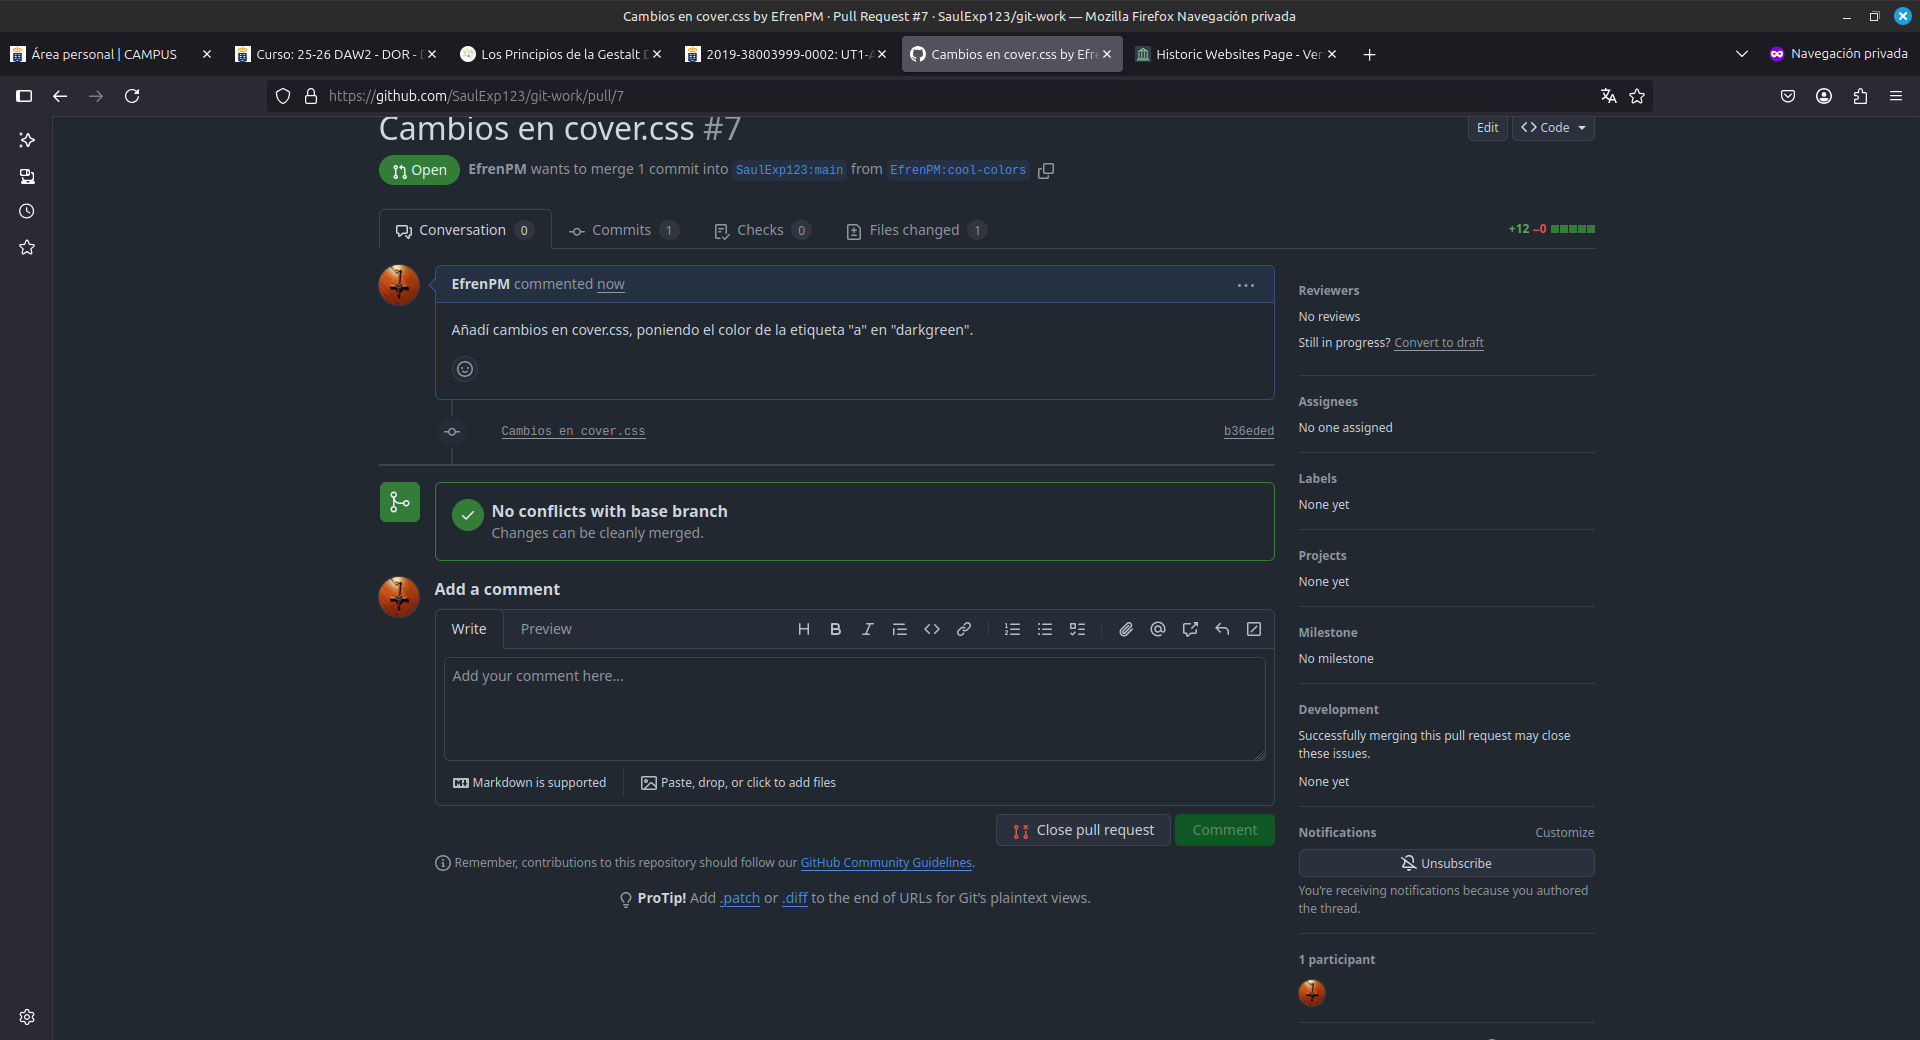 Cambios en cover.css by EfrenPM · Pull Request #7 · SaulExp123/git-work — Mozilla Firefox Navegación privada
Área personal | CAMPUS
Curso: 25-26 DAW2 - DOR -
Los Principios de la Gestalt
2019-38003999-0002: UT1-
Cambios en cover.css by Efr
Historic Websites Page - Ver
Navegación privada
https://github.com/SaulExp123/git-work/pull/7
Cambios en cover.css #7
Edit
Code
Open
EfrenPM wants to merge 1 commit into SaulExp123:main from EfrenPM:cool-colors
Conversation 0
Commits 1
Checks 0
Files changed 1
+12 −0
EfrenPM commented now
Añadí cambios en cover.css, poniendo el color de la etiqueta "a" en "darkgreen".
Cambios en cover.css
b36eded
No conflicts with base branch
Changes can be cleanly merged.
Add a comment
Write
Preview
Add your comment here...
Markdown is supported
Paste, drop, or click to add files
Close pull request
Comment
Remember, contributions to this repository should follow our GitHub Community Guidelines.
ProTip! Add .patch or .diff to the end of URLs for Git's plaintext views.
Reviewers
No reviews
Still in progress? Convert to draft
Assignees
No one assigned
Labels
None yet
Projects
None yet
Milestone
No milestone
Development
Successfully merging this pull request may close
these issues.
None yet
Notifications
Customize
Unsubscribe
You're receiving notifications because you authored
the thread.
1 participant